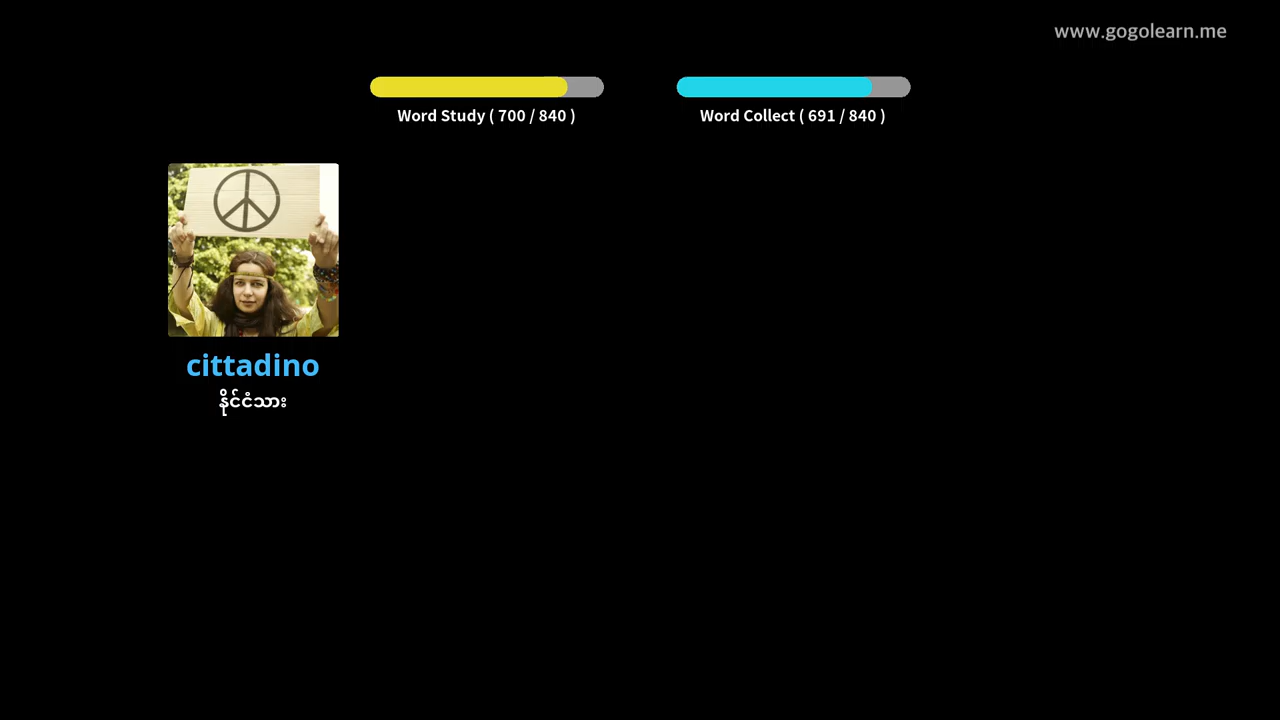 www.gogolearn.me
Word Study ( 700 / 840 )
Word Collect ( 691 / 840 )
cittadino
နိုင်ငံသား